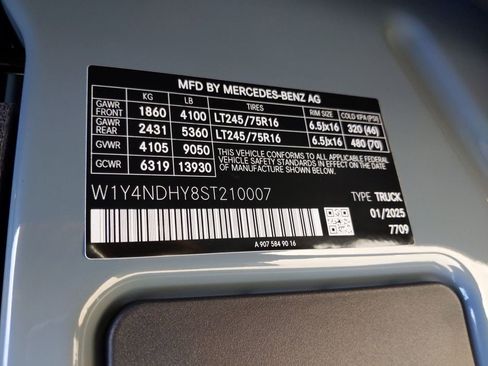 MFD BY MERCEDES-BENZ AG
KG LB TIRES RIM SIZE COLD KPA (PSI)
GAWR FRONT 1860 4100 LT245/75R16 6.5Jx16 320 (46)
GAWR REAR 2431 5360 LT245/75R16 6.5Jx16 480 (70)
GVWR 4105 9050 THIS VEHICLE CONFORMS TO ALL APPLICABLE
FEDERAL MOTOR VEHICLE SAFETY STANDARDS
GCWR 6319 13930 IN EFFECT ON THE DATE OF
MANUFACTURE SHOWN BELOW.
W1Y4NDHY8ST210007 TYPE TRUCK
01/2025
7709
A 907 584 90 16